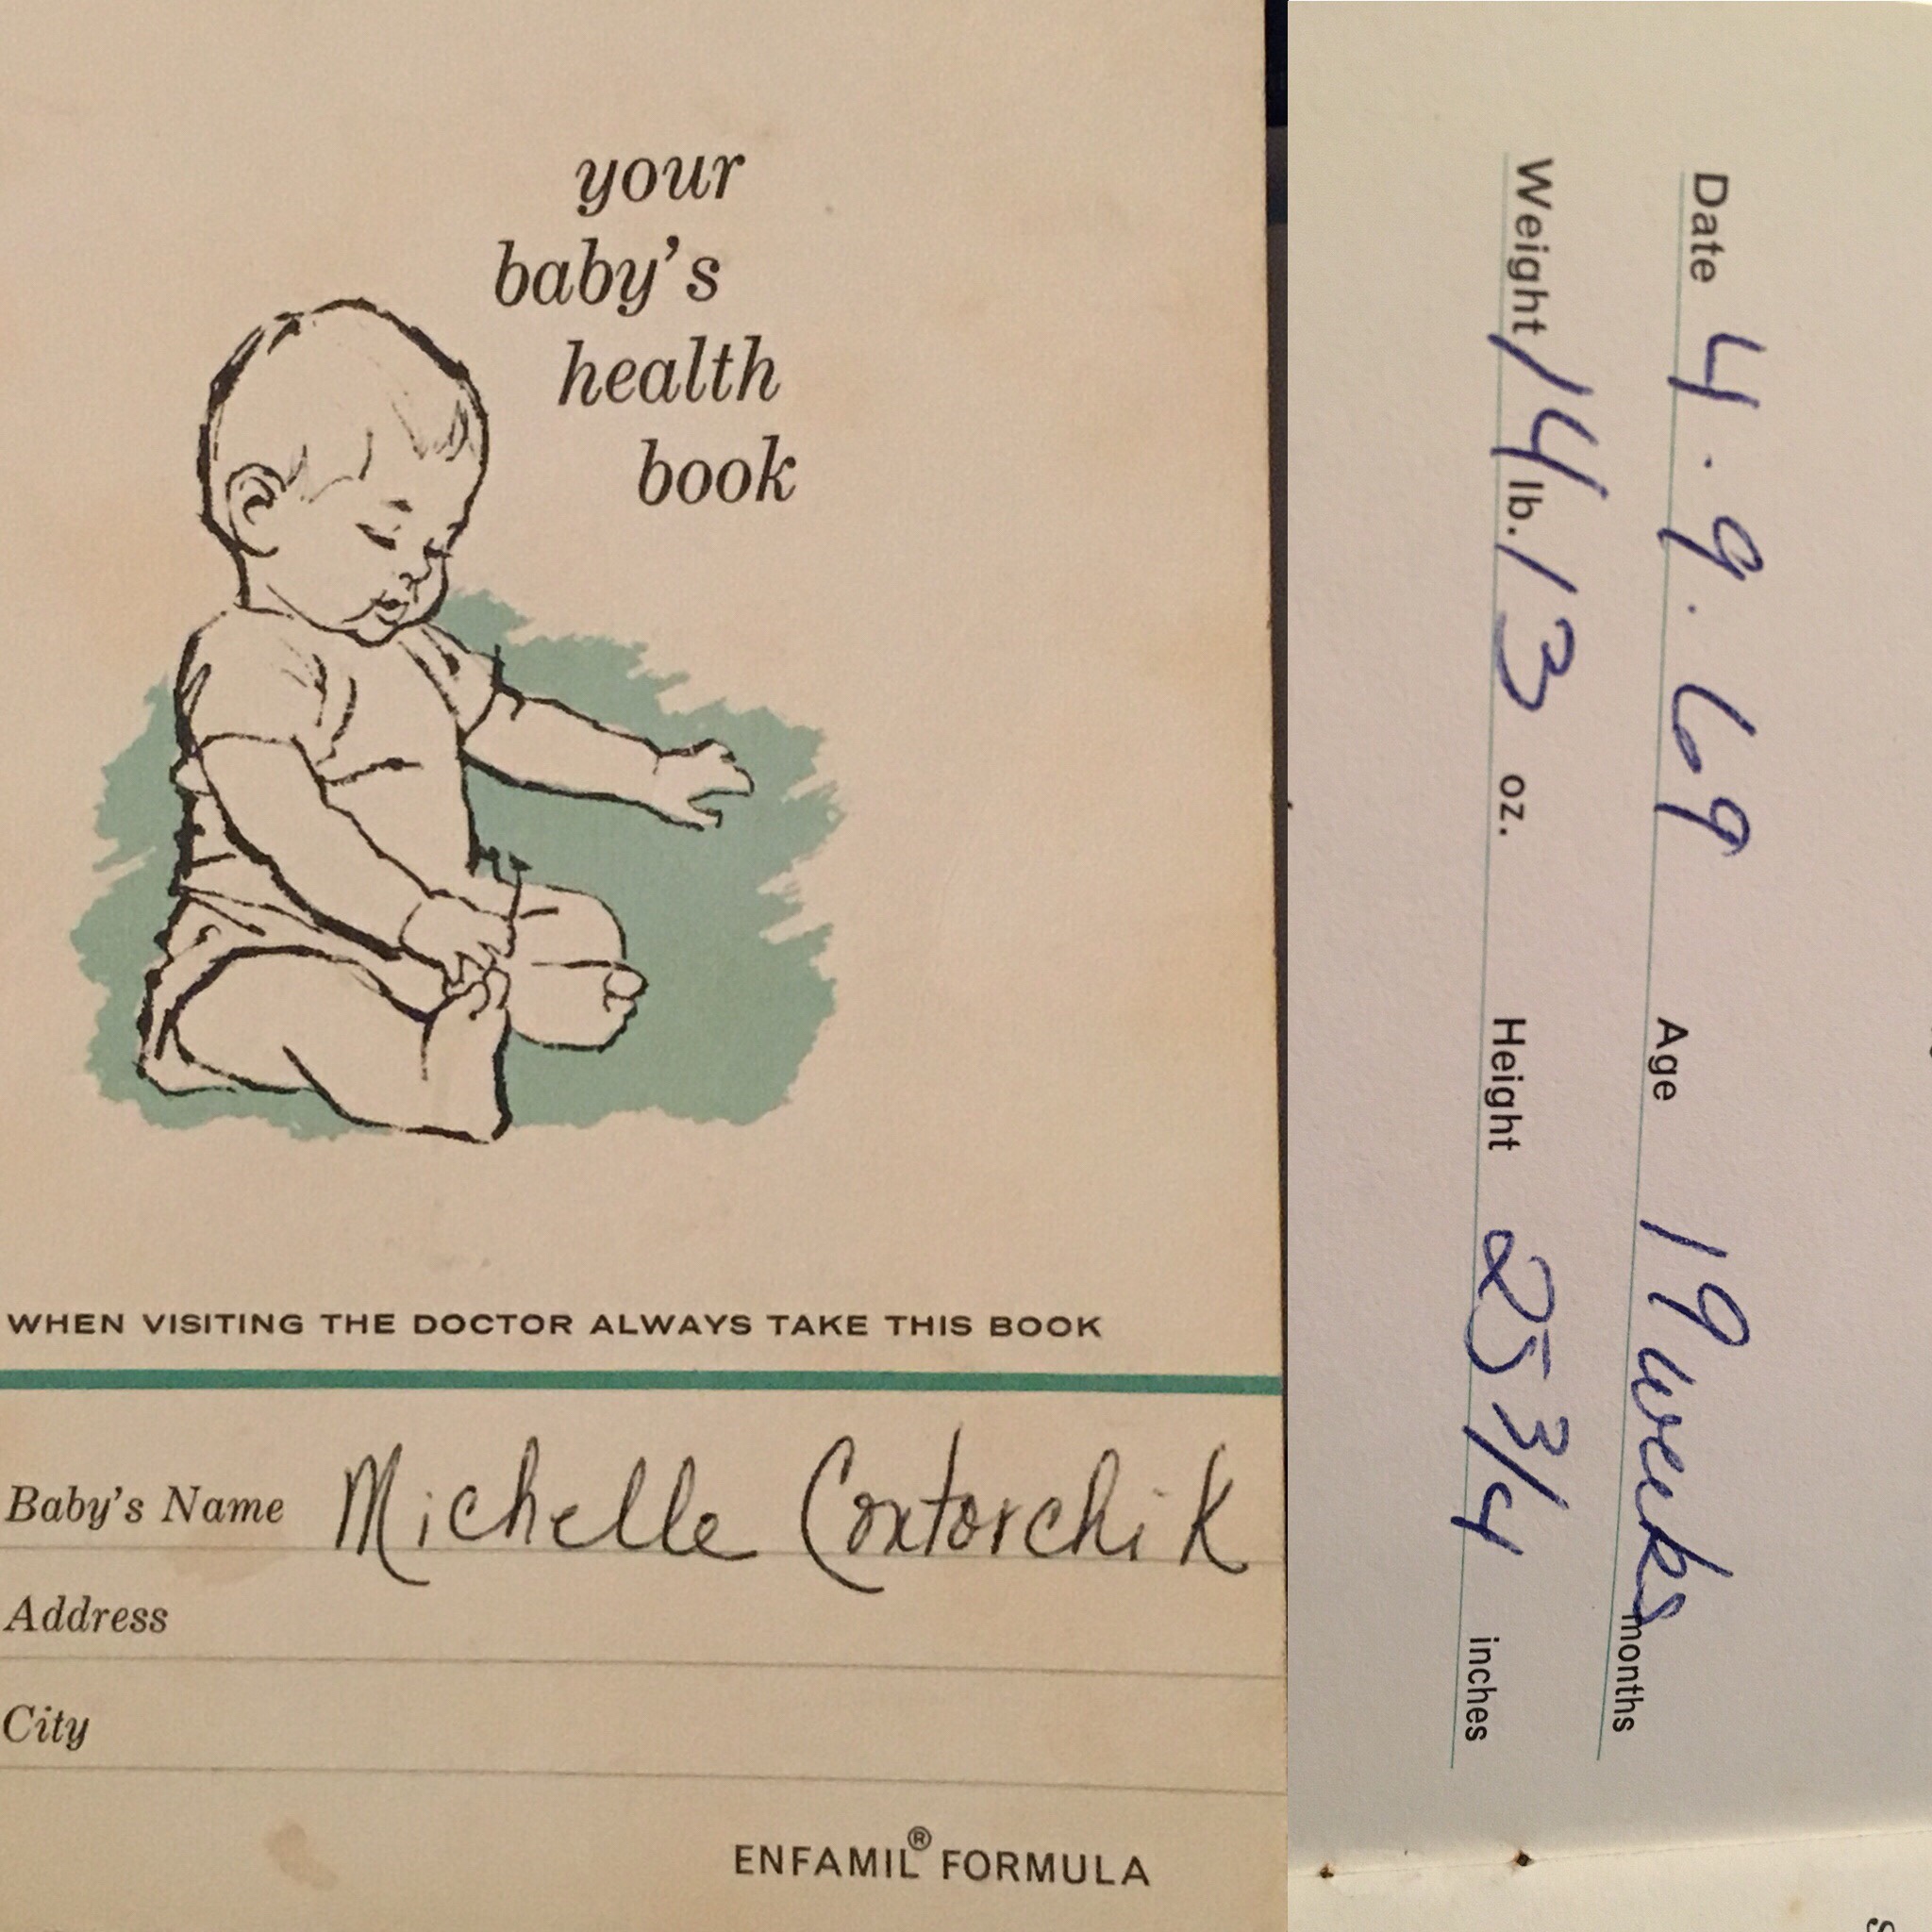 your
baby's
health
book
WHEN VISITING THE DOCTOR ALWAYS TAKE THIS BOOK
Baby's Name Michelle Coxtorchik
Address
City
ENFAMIL® FORMULA
Date 4.9.69 Age 19 weeks months
Weight 14 lb. 13 oz. Height 25 3/4 inches